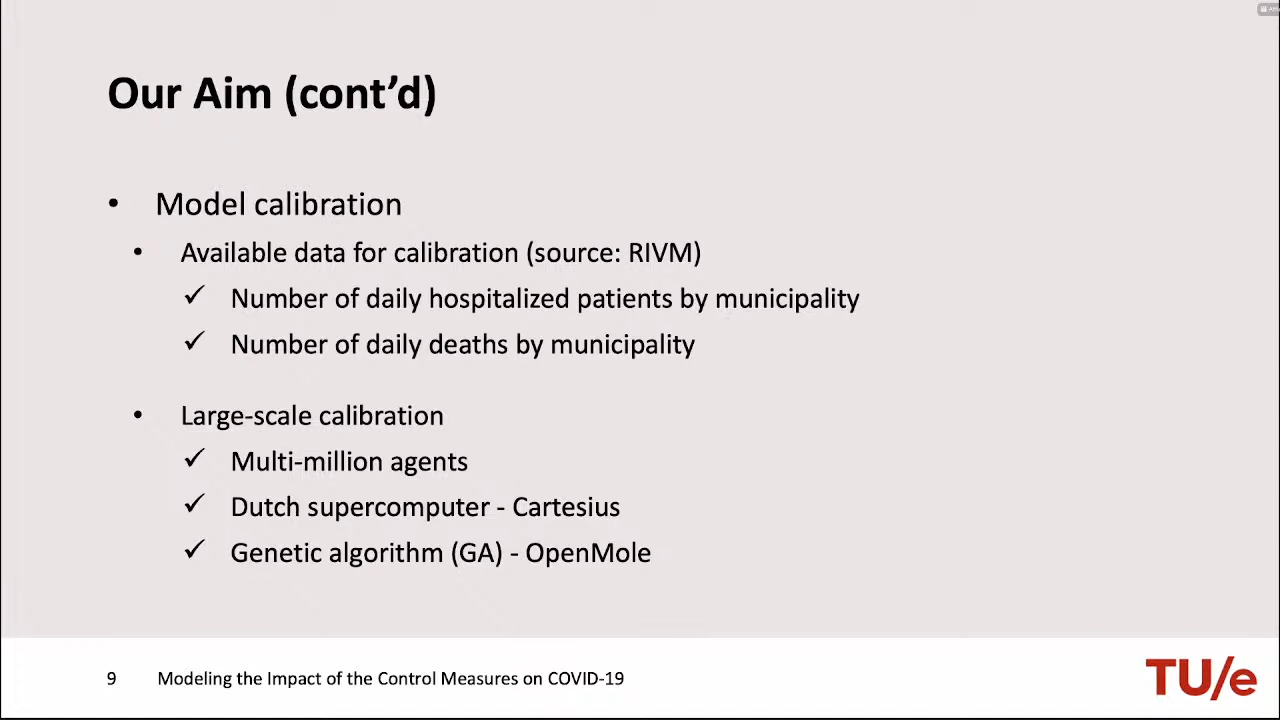 Our Aim (cont’d)
• Model calibration
• Available data for calibration (source: RIVM)
✓ Number of daily hospitalized patients by municipality
✓ Number of daily deaths by municipality
• Large-scale calibration
✓ Multi-million agents
✓ Dutch supercomputer - Cartesius
✓ Genetic algorithm (GA) - OpenMole
9 Modeling the Impact of the Control Measures on COVID-19
TU/e